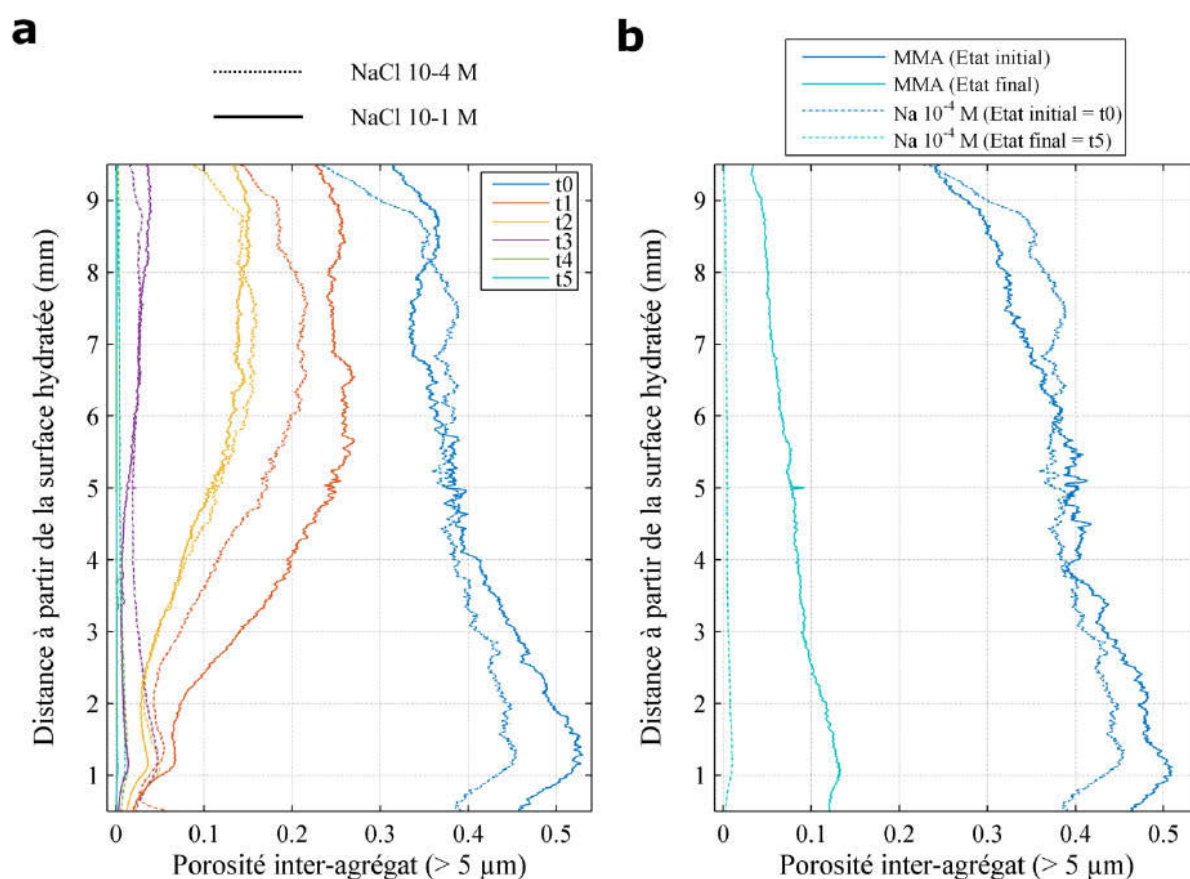 a
NaCl 10-4 M
NaCl 10-1 M
Distance à partir de la surface hydratée (mm)
9
8
7
6
5
4
3
2
1
t0
t1
t2
t3
t4
t5
0
0.1
0.2
0.3
0.4
0.5
Porosité inter-agrégat (> 5 µm)
b
MMA (Etat initial)
MMA (Etat final)
Na 10⁻⁴ M (Etat initial = t0)
Na 10⁻⁴ M (Etat final = t5)
Distance à partir de la surface hydratée (mm)
9
8
7
6
5
4
3
2
1
0
0.1
0.2
0.3
0.4
0.5
Porosité inter-agrégat (> 5 µm)